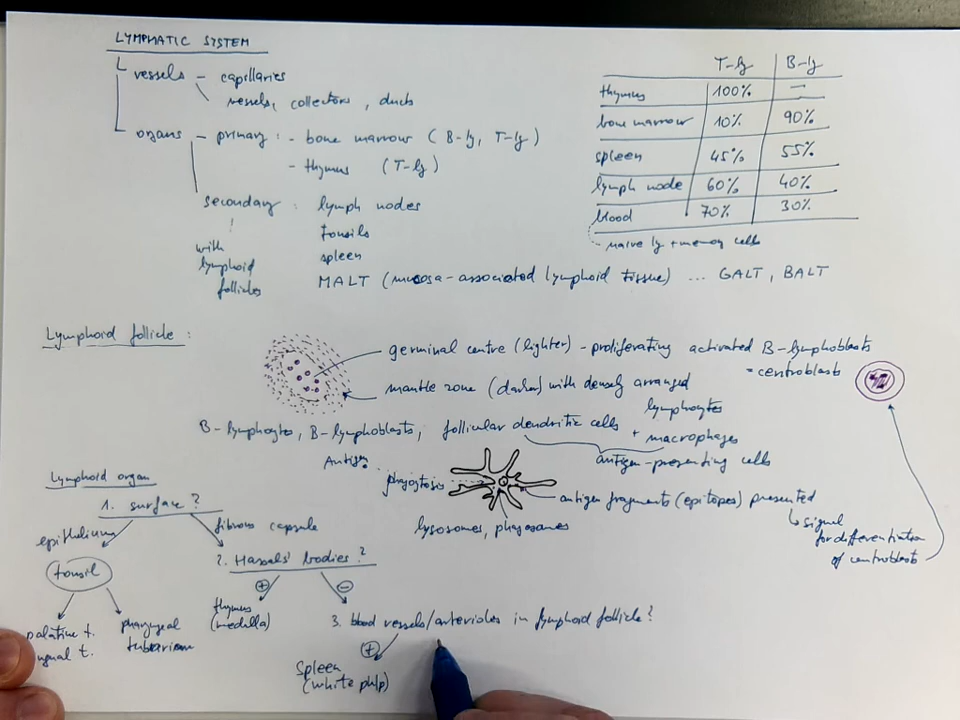 LYMPHATIC SYSTEM
vessels - capillaries
vessels, collectors, ducts
organs - primary: - bone marrow (B-ly, T-ly)
- thymus (T-ly)
secondary: lymph nodes
tonsils
with spleen
lymphoid
follicles MALT (mucosa-associated lymphoid tissue) ... GALT, BALT
T-ly B-ly
thymus 100% -
bone marrow 10% 90%
spleen 45% 55%
lymph node 60% 40%
blood 70% 30%
naive ly + memory cells
Lymphoid follicle:
germinal centre (lighter) - proliferating activated B-lymphoblasts
= centroblasts
mantle zone (darker) with densely arranged
lymphocytes
B-lymphocytes, B-lymphoblasts, follicular dendritic cells + macrophages
antigen-presenting cells
Antigen
phagytosis
antigen fragments (epitopes) presented
lysosomes, phagosomes
signal
for differentiation
of centroblasts
Lymphoid organ
1. surface?
epithelium fibrous capsule
tonsil 2. Hassals' bodies?
+ -
palatine t.
ngual t.
pharyngeal
tubarium
thymus
(medulla)
3. blood vessels/arterioles in lymphoid follicle?
+
Spleen
(white pulp)